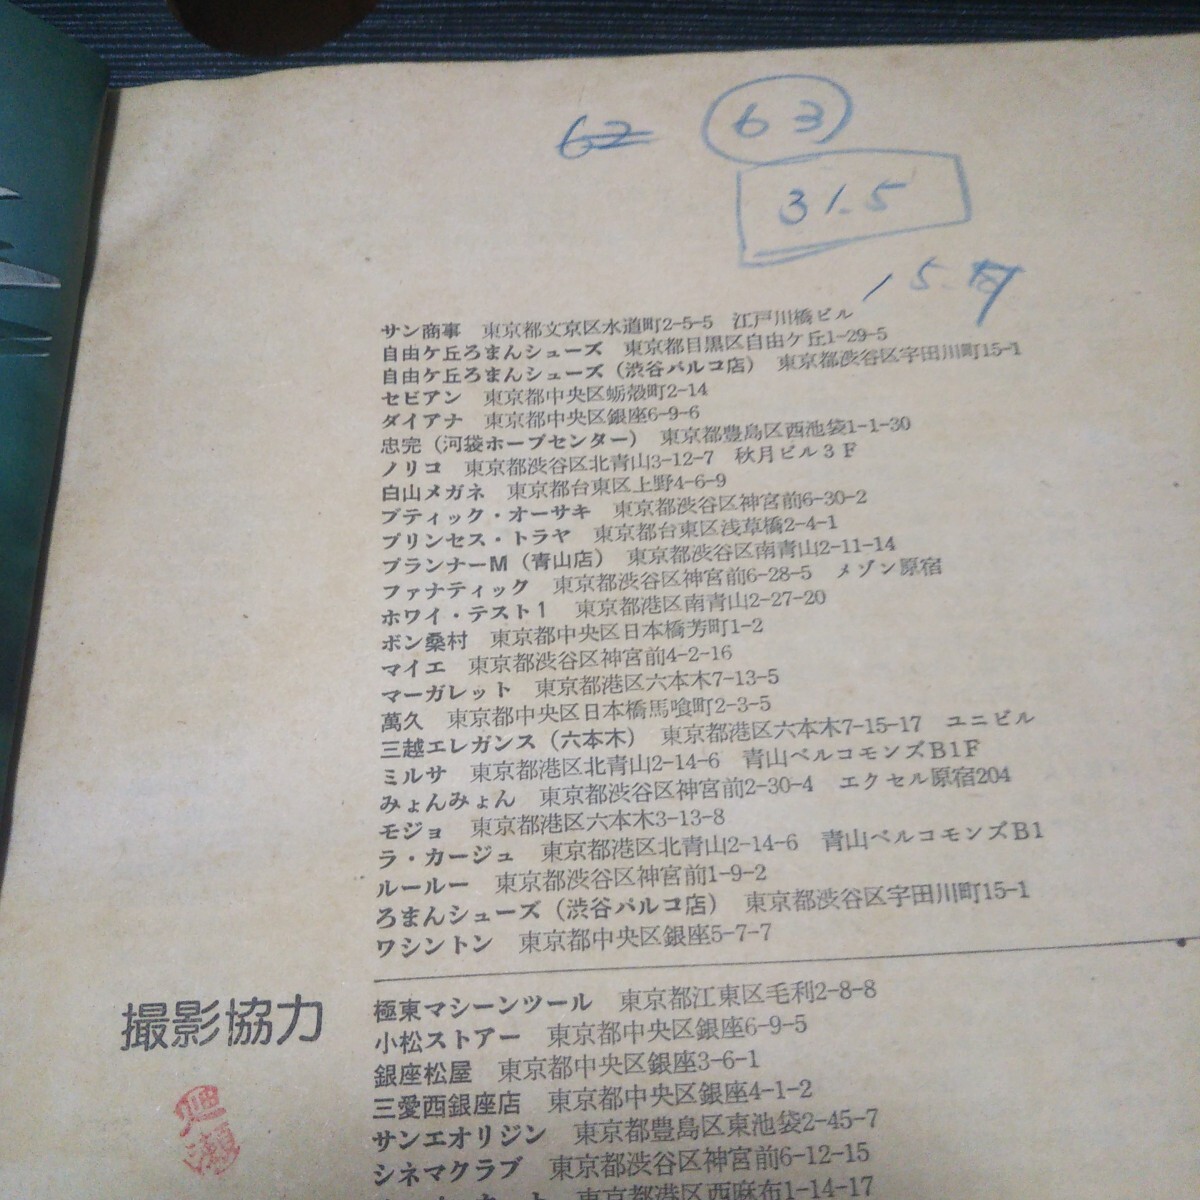 62 63
31.5
15.
サン商事 東京都文京区水道町2-5-5 江戸川橋ビル
自由ケ丘ろまんシューズ 東京都目黒区自由ケ丘1-29-5
自由ケ丘ろまんシューズ（渋谷パルコ店） 東京都渋谷区宇田川町15-1
セビアン 東京都中央区蛎殻町2-14
ダイアナ 東京都中央区銀座6-9-6
忠完（河袋ホープセンター） 東京都豊島区西池袋1-1-30
ノリコ 東京都渋谷区北青山3-12-7 秋月ビル3F
白山メガネ 東京都台東区上野4-6-9
ブティック・オーサキ 東京都渋谷区神宮前6-30-2
プリンセス・トラヤ 東京都台東区浅草橋2-4-1
プランナーM（青山店） 東京都渋谷区南青山2-11-14
ファナティック 東京都渋谷区神宮前6-28-5 メゾン原宿
ホワイ・テスト1 東京都港区南青山2-27-20
ボン桑村 東京都中央区日本橋芳町1-2
マイエ 東京都渋谷区神宮前4-2-16
マーガレット 東京都港区六本木7-13-5
萬久 東京都中央区日本橋馬喰町2-3-5
三越エレガンス（六本木） 東京都港区六本木7-15-17 ユニビル
ミルサ 東京都港区北青山2-14-6 青山ベルコモンズB1F
みょんみょん 東京都渋谷区神宮前2-30-4 エクセル原宿204
モジョ 東京都港区六本木3-13-8
ラ・カージュ 東京都港区北青山2-14-6 青山ベルコモンズB1
ルールー 東京都渋谷区神宮前1-9-2
ろまんシューズ（渋谷パルコ店） 東京都渋谷区宇田川町15-1
ワシントン 東京都中央区銀座5-7-7
撮影協力
極東マシーンツール 東京都江東区毛利2-8-8
小松ストアー 東京都中央区銀座6-9-5
銀座松屋 東京都中央区銀座3-6-1
三愛西銀座店 東京都中央区銀座4-1-2
サンエオリジン 東京都豊島区東池袋2-45-7
シネマクラブ 東京都渋谷区神宮前6-12-15
東京都港区西麻布1-14-17